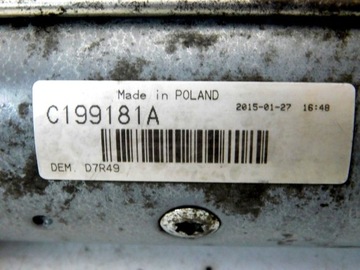 Made in POLAND
C199181A 2015-01-27 16:48
DEM D7R49